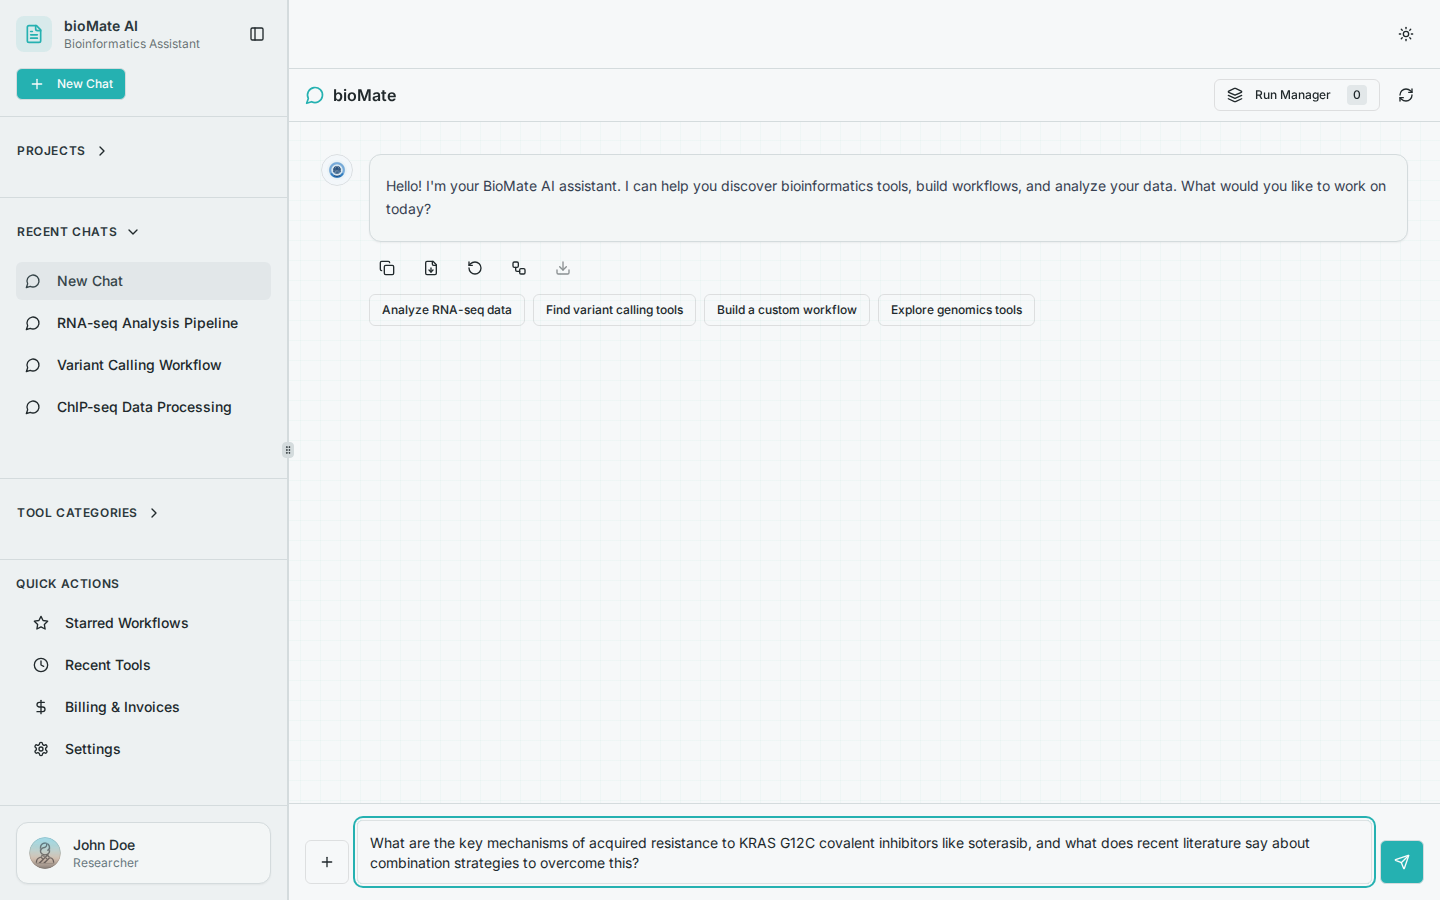 bioMate AI
Bioinformatics Assistant
New Chat
PROJECTS
RECENT CHATS
New Chat
RNA-seq Analysis Pipeline
Variant Calling Workflow
ChIP-seq Data Processing
TOOL CATEGORIES
QUICK ACTIONS
Starred Workflows
Recent Tools
Billing & Invoices
Settings
John Doe
Researcher
bioMate
Run Manager 0
Hello! I'm your BioMate AI assistant. I can help you discover bioinformatics tools, build workflows, and analyze your data. What would you like to work on
today?
Analyze RNA-seq data
Find variant calling tools
Build a custom workflow
Explore genomics tools
What are the key mechanisms of acquired resistance to KRAS G12C covalent inhibitors like soterasib, and what does recent literature say about
combination strategies to overcome this?